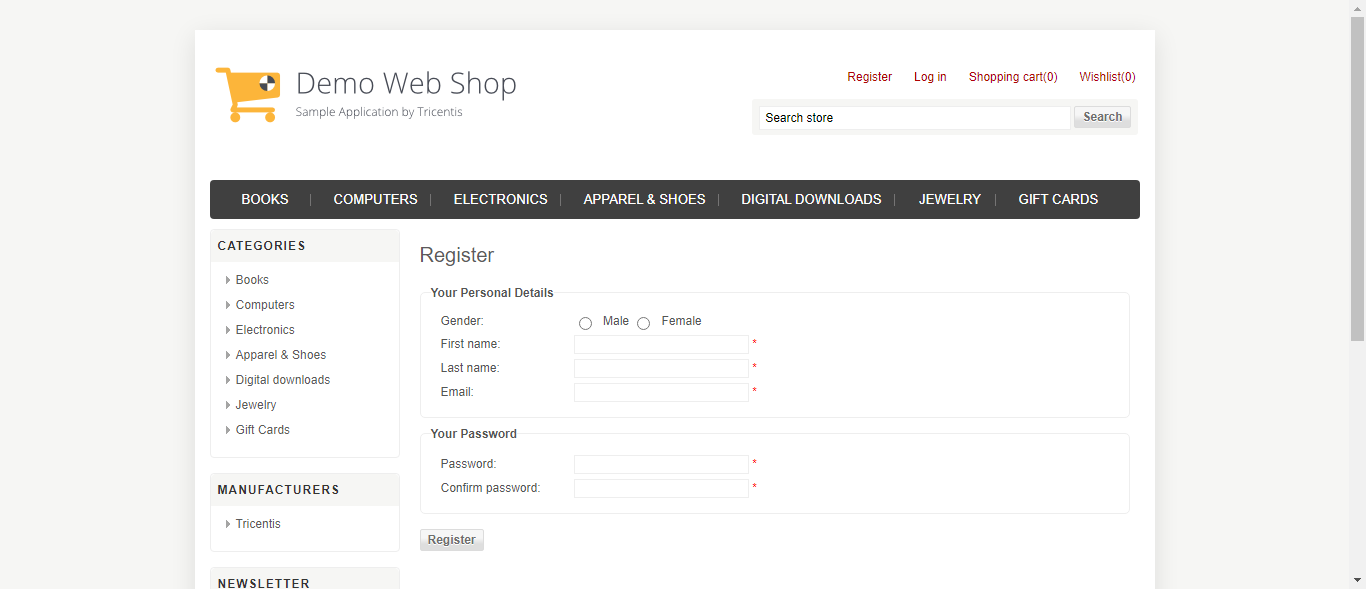 Demo Web Shop
Sample Application by Tricentis
Register Log in Shopping cart(0) Wishlist(0)
Search store Search
BOOKS COMPUTERS ELECTRONICS APPAREL & SHOES DIGITAL DOWNLOADS JEWELRY GIFT CARDS
CATEGORIES
Books
Computers
Electronics
Apparel & Shoes
Digital downloads
Jewelry
Gift Cards
MANUFACTURERS
Tricentis
NEWSLETTER
Register
Your Personal Details
Gender: Male Female
First name: *
Last name: *
Email: *
Your Password
Password: *
Confirm password: *
Register